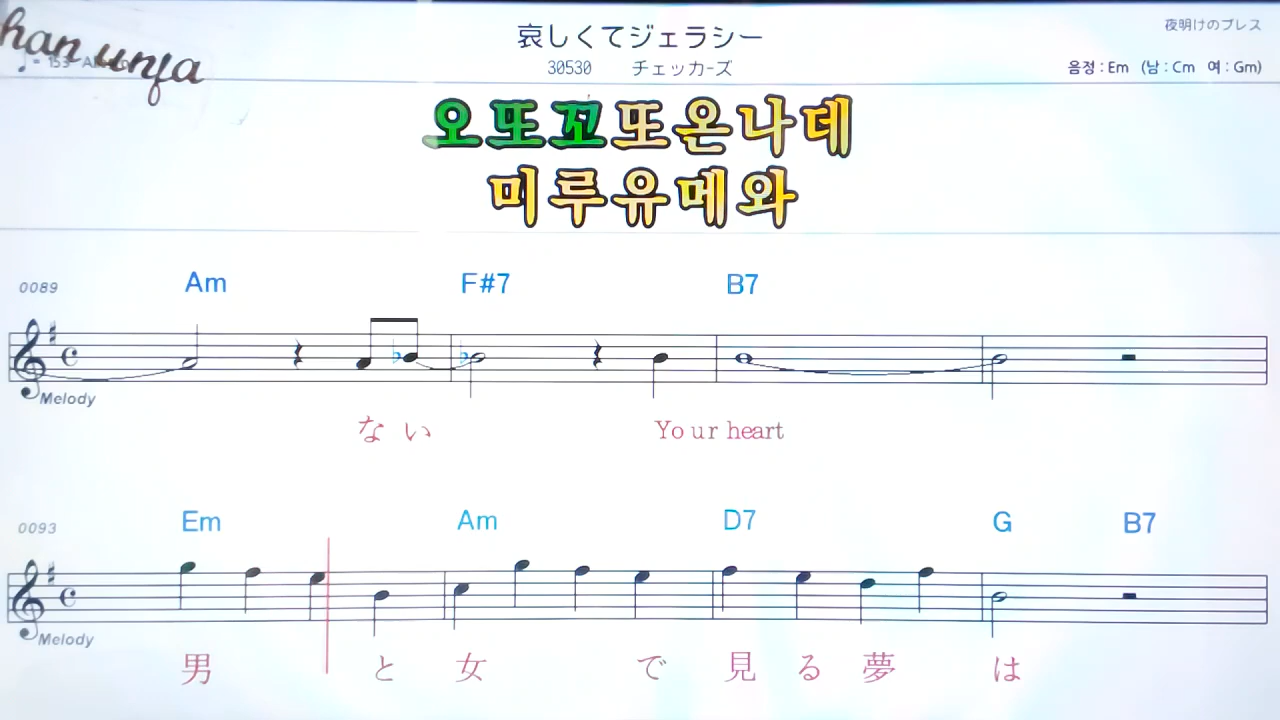 han unja
哀しくてジェラシー
夜明けのブレス
♩= 153
30530 チェッカ-ズ
음정 : Em (남 : Cm 여 : Gm)
오또꼬또온나데
미루유메와
0089 Am F#7 B7
Melody
ない Your heart
0093 Em Am D7 G B7
Melody
男と女で見る夢は